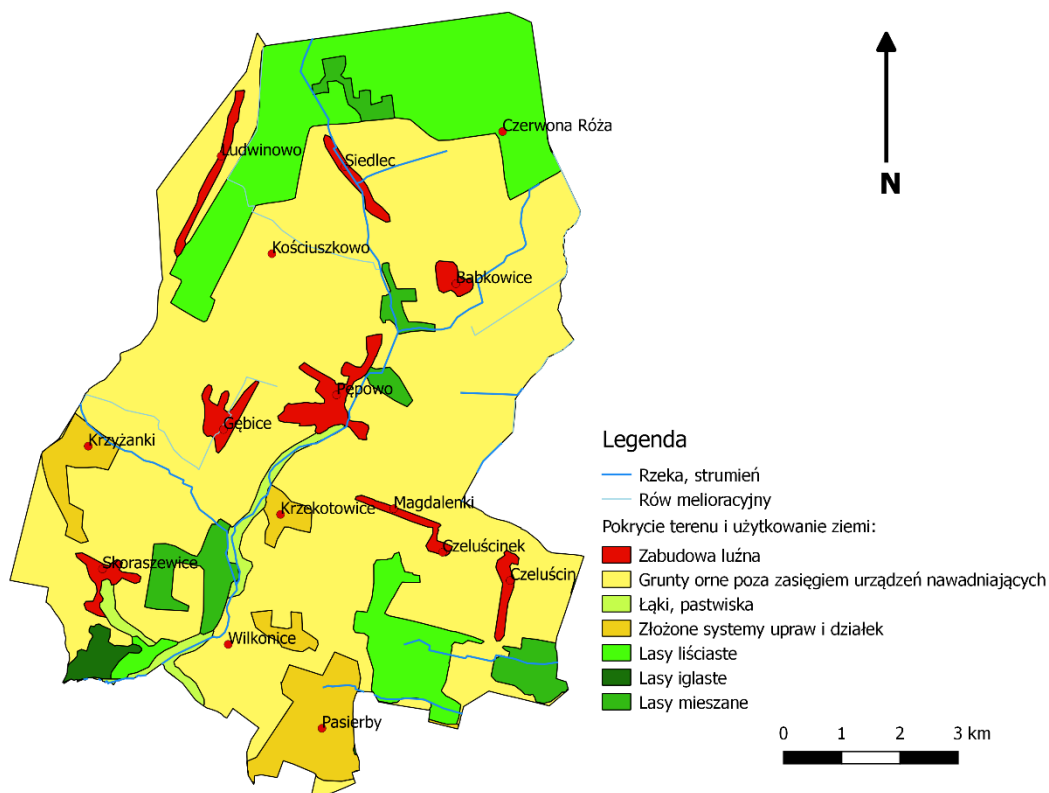 Czerwona Róża
Ludwinowo
Siedlec
Kościuszkowo
Babkowice
Pępowo
Gębice
Krzyżanki
Krzekotowice
Magdalenki
Czeluścinek
Skoraszewice
Czeluścin
Wilkonice
Pasierby
N
Legenda
Rzeka, strumień
Rów melioracyjny
Pokrycie terenu i użytkowanie ziemi:
Zabudowa luźna
Grunty orne poza zasięgiem urządzeń nawadniających
Łąki, pastwiska
Złożone systemy upraw i działek
Lasy liściaste
Lasy iglaste
Lasy mieszane
0 1 2 3 km